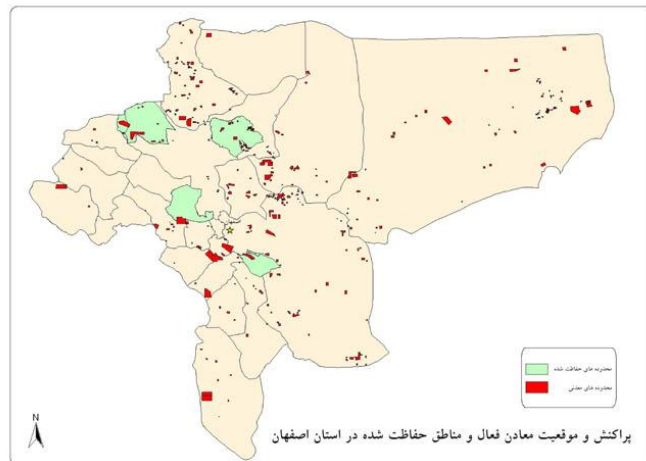 محدوده های حفاظت شده
محدوده های معدنی
N
پراکنش و موقعیت معادن فعال و مناطق حفاظت شده در استان اصفهان